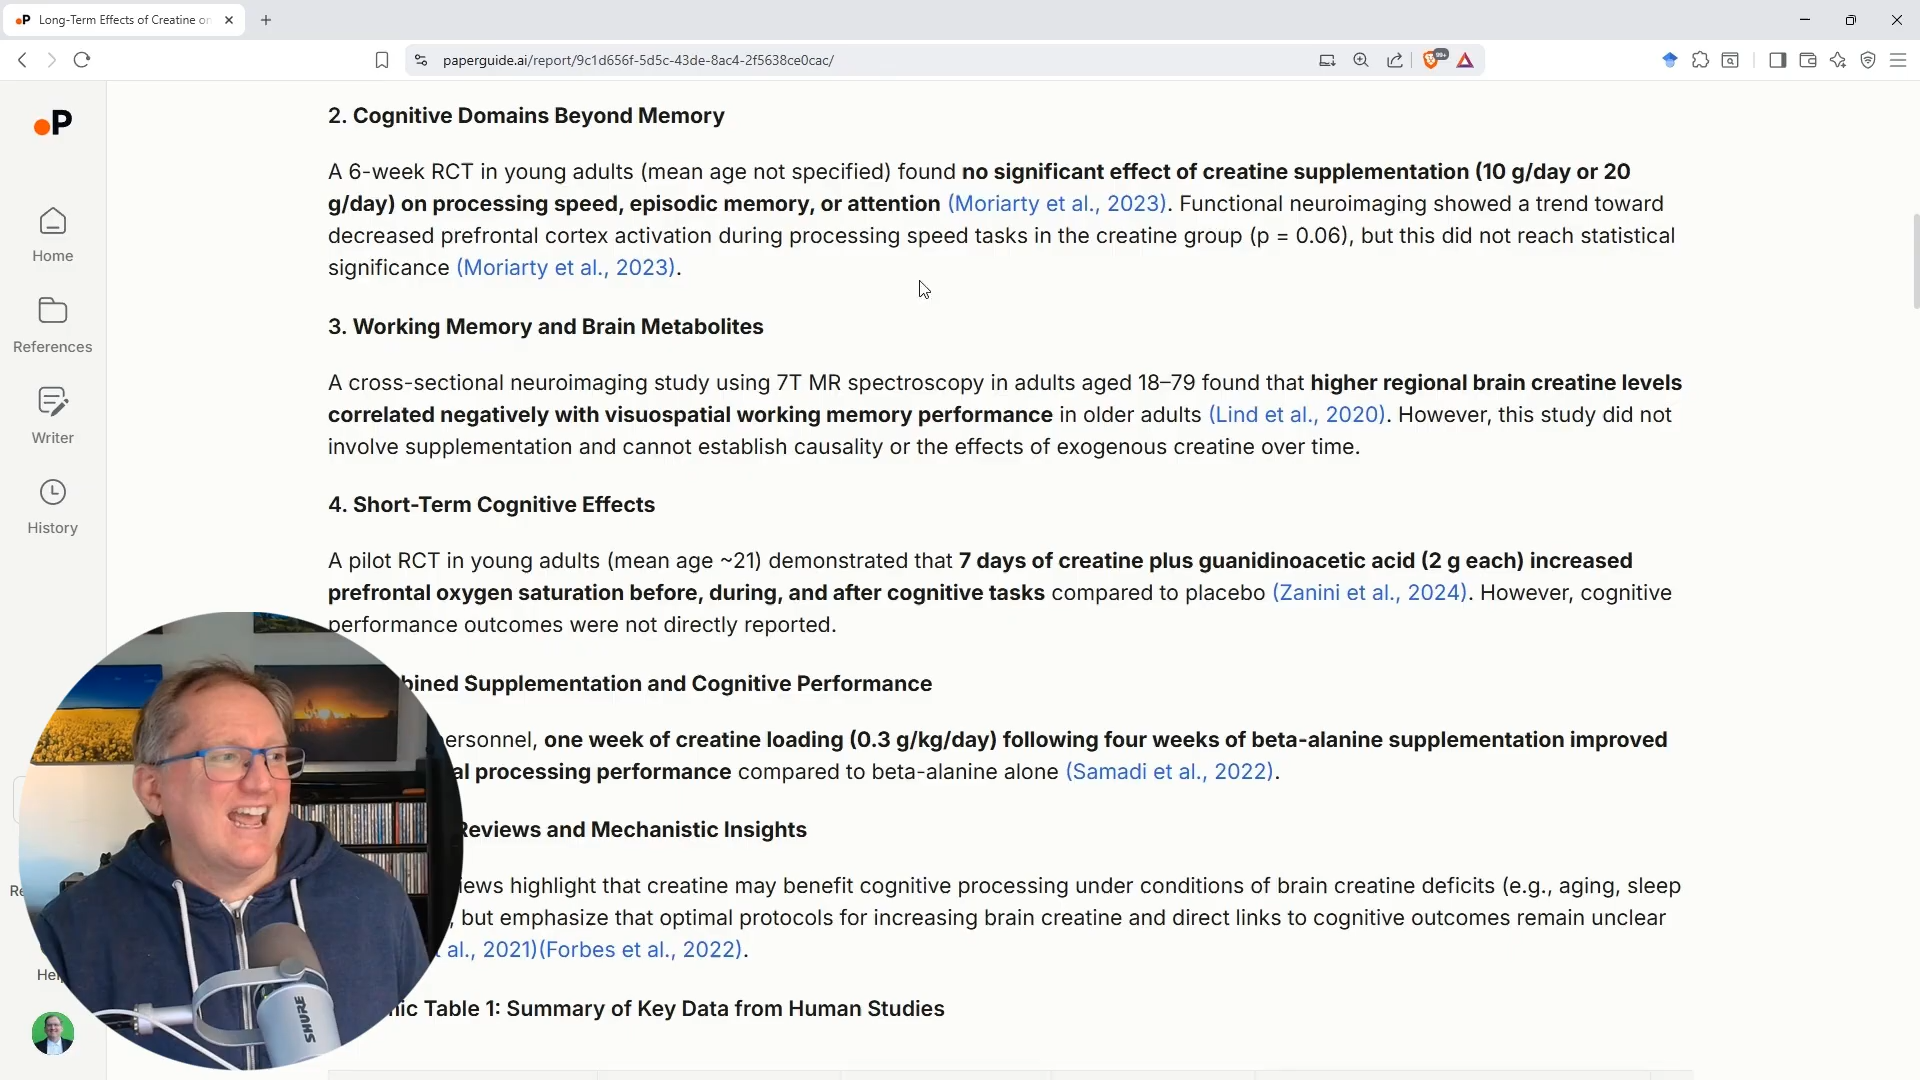 Long-Term Effects of Creatine on
paperguide.ai/report/9c1d656f-5d5c-43de-8ac4-2f5638ce0cac/
99+
P
Home
References
Writer
History
2. Cognitive Domains Beyond Memory
A 6-week RCT in young adults (mean age not specified) found no significant effect of creatine supplementation (10 g/day or 20
g/day) on processing speed, episodic memory, or attention (Moriarty et al., 2023). Functional neuroimaging showed a trend toward
decreased prefrontal cortex activation during processing speed tasks in the creatine group (p = 0.06), but this did not reach statistical
significance (Moriarty et al., 2023).
3. Working Memory and Brain Metabolites
A cross-sectional neuroimaging study using 7T MR spectroscopy in adults aged 18–79 found that higher regional brain creatine levels
correlated negatively with visuospatial working memory performance in older adults (Lind et al., 2020). However, this study did not
involve supplementation and cannot establish causality or the effects of exogenous creatine over time.
4. Short-Term Cognitive Effects
A pilot RCT in young adults (mean age ~21) demonstrated that 7 days of creatine plus guanidinoacetic acid (2 g each) increased
prefrontal oxygen saturation before, during, and after cognitive tasks compared to placebo (Zanini et al., 2024). However, cognitive
performance outcomes were not directly reported.
bined Supplementation and Cognitive Performance
ersonnel, one week of creatine loading (0.3 g/kg/day) following four weeks of beta-alanine supplementation improved
al processing performance compared to beta-alanine alone (Samadi et al., 2022).
Reviews and Mechanistic Insights
iews highlight that creatine may benefit cognitive processing under conditions of brain creatine deficits (e.g., aging, sleep
, but emphasize that optimal protocols for increasing brain creatine and direct links to cognitive outcomes remain unclear
t al., 2021)(Forbes et al., 2022).
ic Table 1: Summary of Key Data from Human Studies
Re
Hel
SHURE